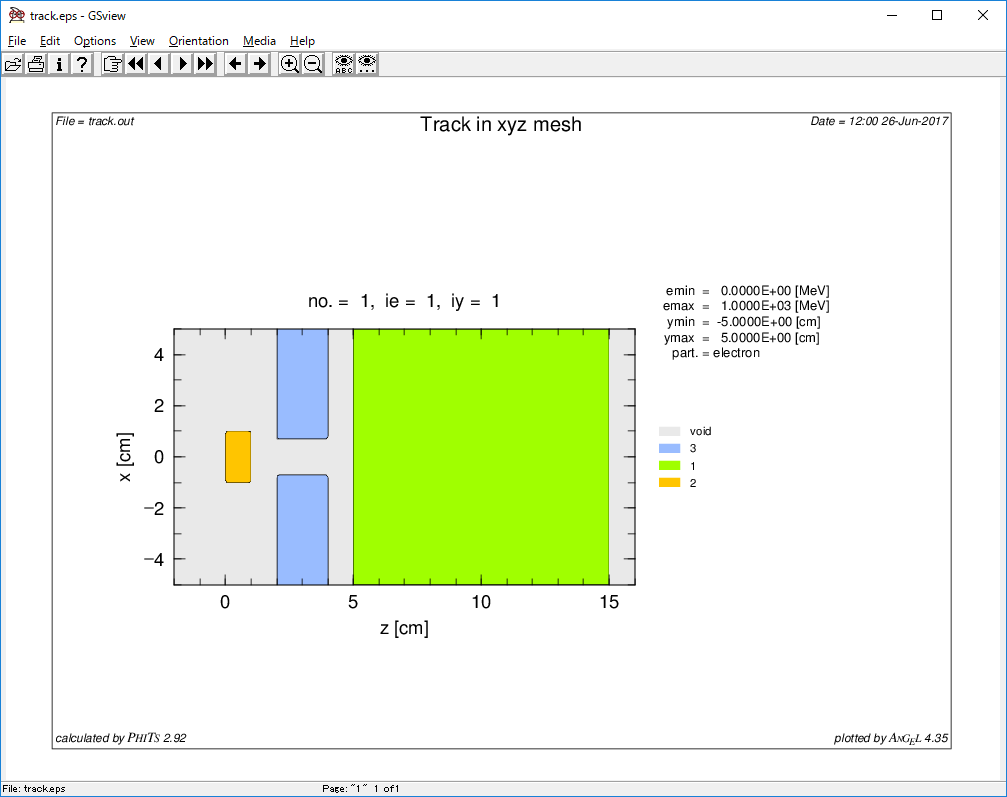 track.eps - GSview
File Edit Options View Orientation Media Help
File = track.out
Track in xyz mesh
Date = 12:00 26-Jun-2017
no. = 1, ie = 1, iy = 1
emin = 0.0000E+00 [MeV]
emax = 1.0000E+03 [MeV]
ymin = -5.0000E+00 [cm]
ymax = 5.0000E+00 [cm]
part. = electron
4
2
0
−2
−4
x [cm]
0 5 10 15
z [cm]
void
3
1
2
calculated by PHITS 2.92
plotted by ANGEL 4.35
File: track.eps
Page: "1" 1 of 1